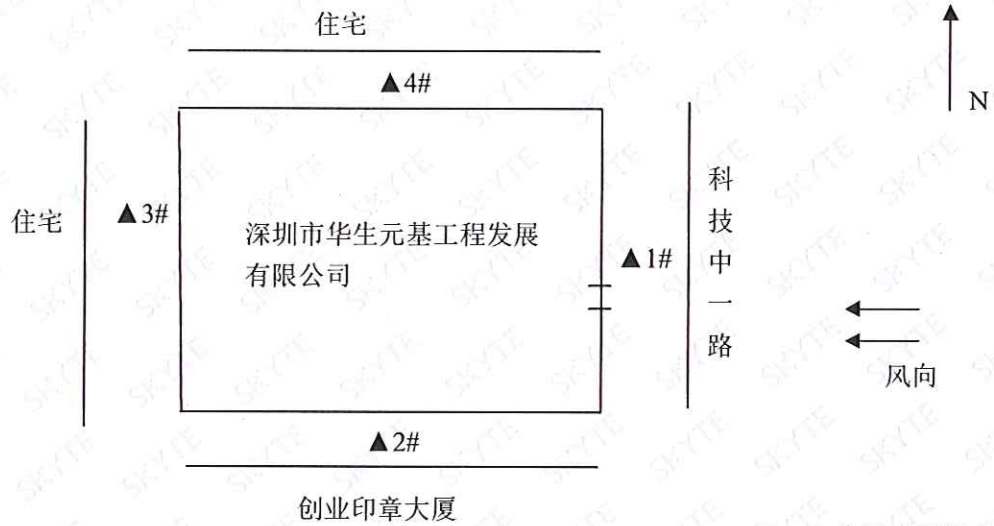 住宅
▲4#
N
住宅
▲3#
深圳市华生元基工程发展
有限公司
▲1#
科技中一路
风向
▲2#
创业印章大厦
SKYTE